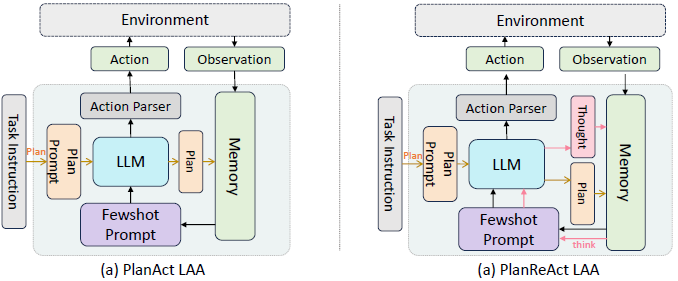 Environment
Action
Observation
Action Parser
Task Instruction
Plan
Plan
Prompt
LLM
Plan
Memory
Fewshot
Prompt
(a) PlanAct LAA
Environment
Action
Observation
Action Parser
Thought
Task Instruction
Plan
Plan
Prompt
LLM
Plan
Memory
Fewshot
Prompt
think
(a) PlanReAct LAA